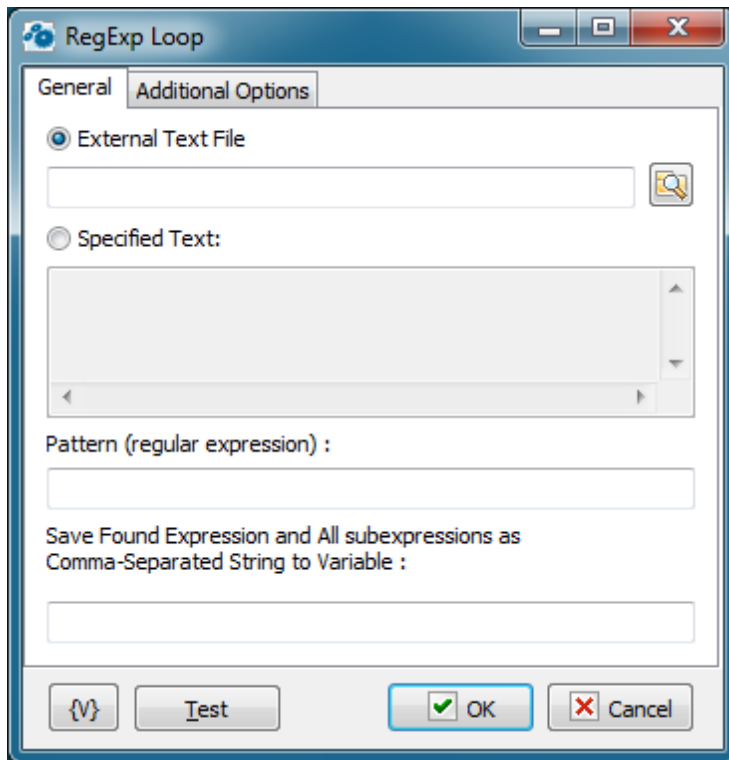 RegExp Loop
General
Additional Options
External Text File
Specified Text:
Pattern (regular expression) :
Save Found Expression and All subexpressions as
Comma-Separated String to Variable :
{V}
Test
OK
Cancel